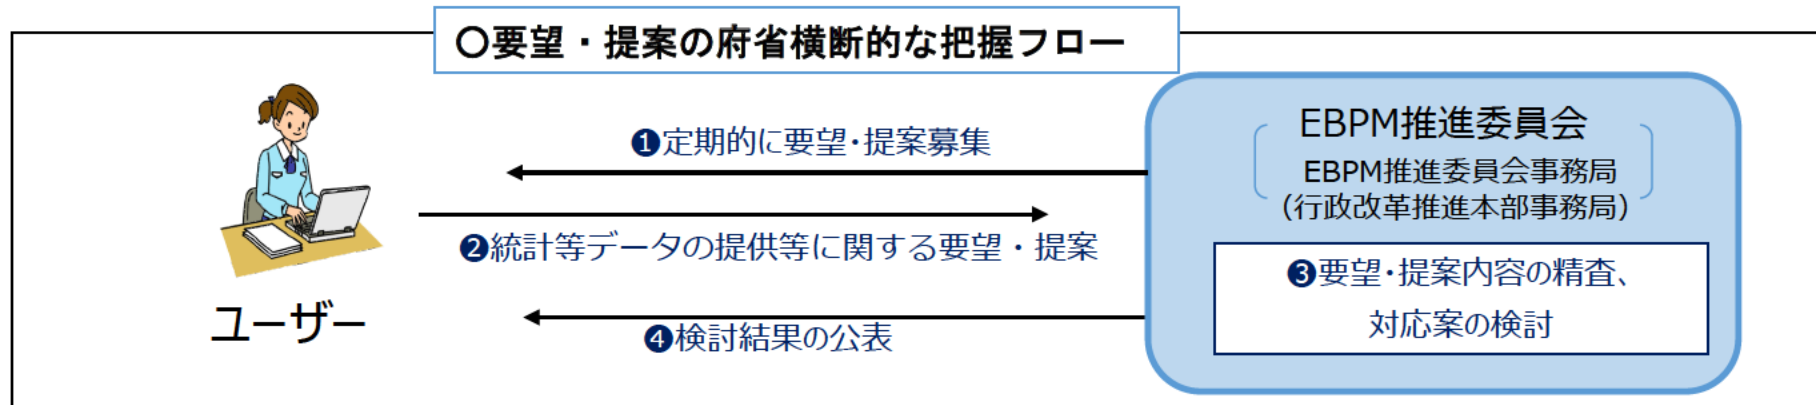 〇要望・提案の府省横断的な把握フロー
❶定期的に要望・提案募集
❷統計等データの提供等に関する要望・提案
❹検討結果の公表
ユーザー
EBPM推進委員会
EBPM推進委員会事務局
(行政改革推進本部事務局)
❸要望・提案内容の精査、
対応案の検討